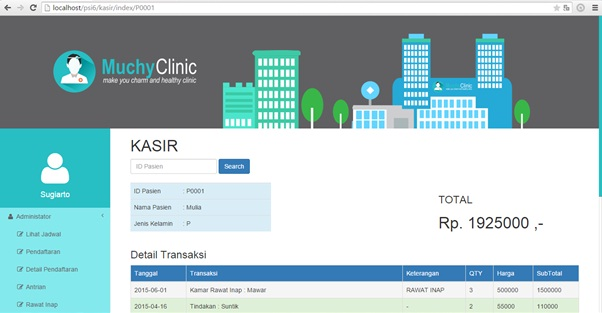 localhost/psi6/kasir/index/P0001
MuchyClinic
make you charm and healthy clinic
Clinic
Sugiarto
Administator
Lihat Jadwal
Pendaftaran
Detail Pendaftaran
Antrian
Rawat Inap
KASIR
ID Pasien Search
ID Pasien : P0001
Nama Pasien : Mulia
Jenis Kelamin : P
TOTAL
Rp. 1925000 ,-
Detail Transaksi
Tanggal Transaksi Keterangan QTY Harga SubTotal
2015-06-01 Kamar Rawat Inap : Mawar RAWAT INAP 3 500000 1500000
2015-04-16 Tindakan : Suntik - 2 55000 110000